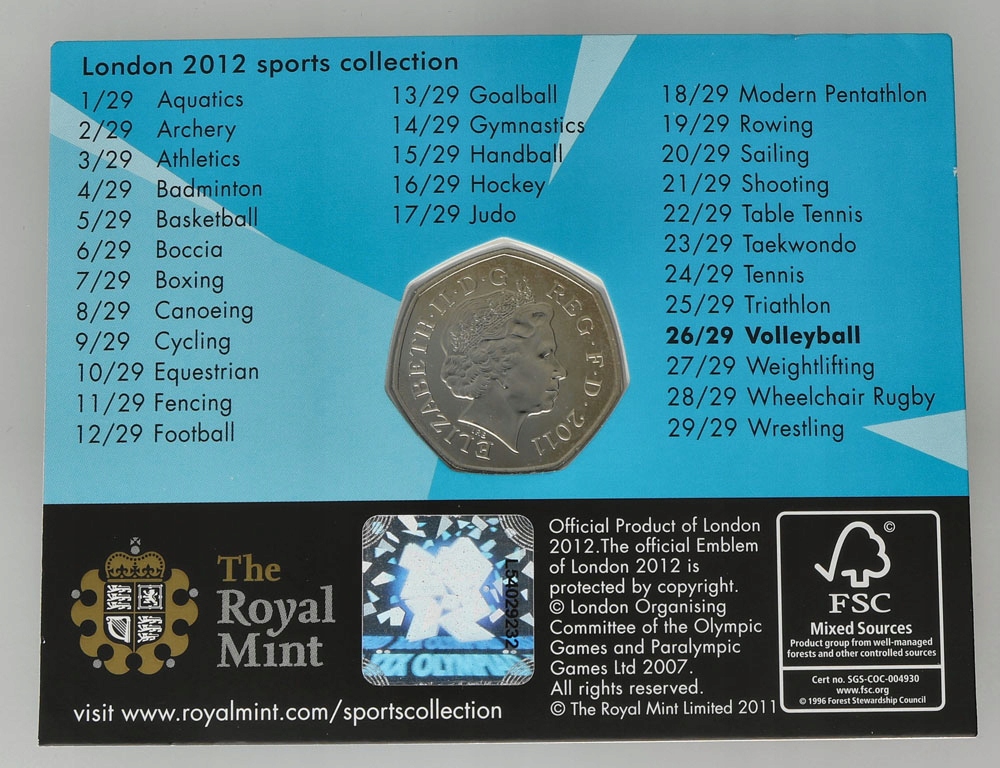 London 2012 sports collection
1/29 Aquatics
2/29 Archery
3/29 Athletics
4/29 Badminton
5/29 Basketball
6/29 Boccia
7/29 Boxing
8/29 Canoeing
9/29 Cycling
10/29 Equestrian
11/29 Fencing
12/29 Football
13/29 Goalball
14/29 Gymnastics
15/29 Handball
16/29 Hockey
17/29 Judo
18/29 Modern Pentathlon
19/29 Rowing
20/29 Sailing
21/29 Shooting
22/29 Table Tennis
23/29 Taekwondo
24/29 Tennis
25/29 Triathlon
26/29 Volleyball
27/29 Weightlifting
28/29 Wheelchair Rugby
29/29 Wrestling
ELIZABETH·II·D·G REG·F·D·2011
IRB
The
Royal
Mint
visit www.royalmint.com/sportscollection
L54029232
Official Product of London
2012.The official Emblem
of London 2012 is
protected by copyright.
© London Organising
Committee of the Olympic
Games and Paralympic
Games Ltd 2007.
All rights reserved.
© The Royal Mint Limited 2011
©
FSC
Mixed Sources
Product group from well-managed
forests and other controlled sources
Cert no. SGS-COC-004930
www.fsc.org
© 1996 Forest Stewardship Council